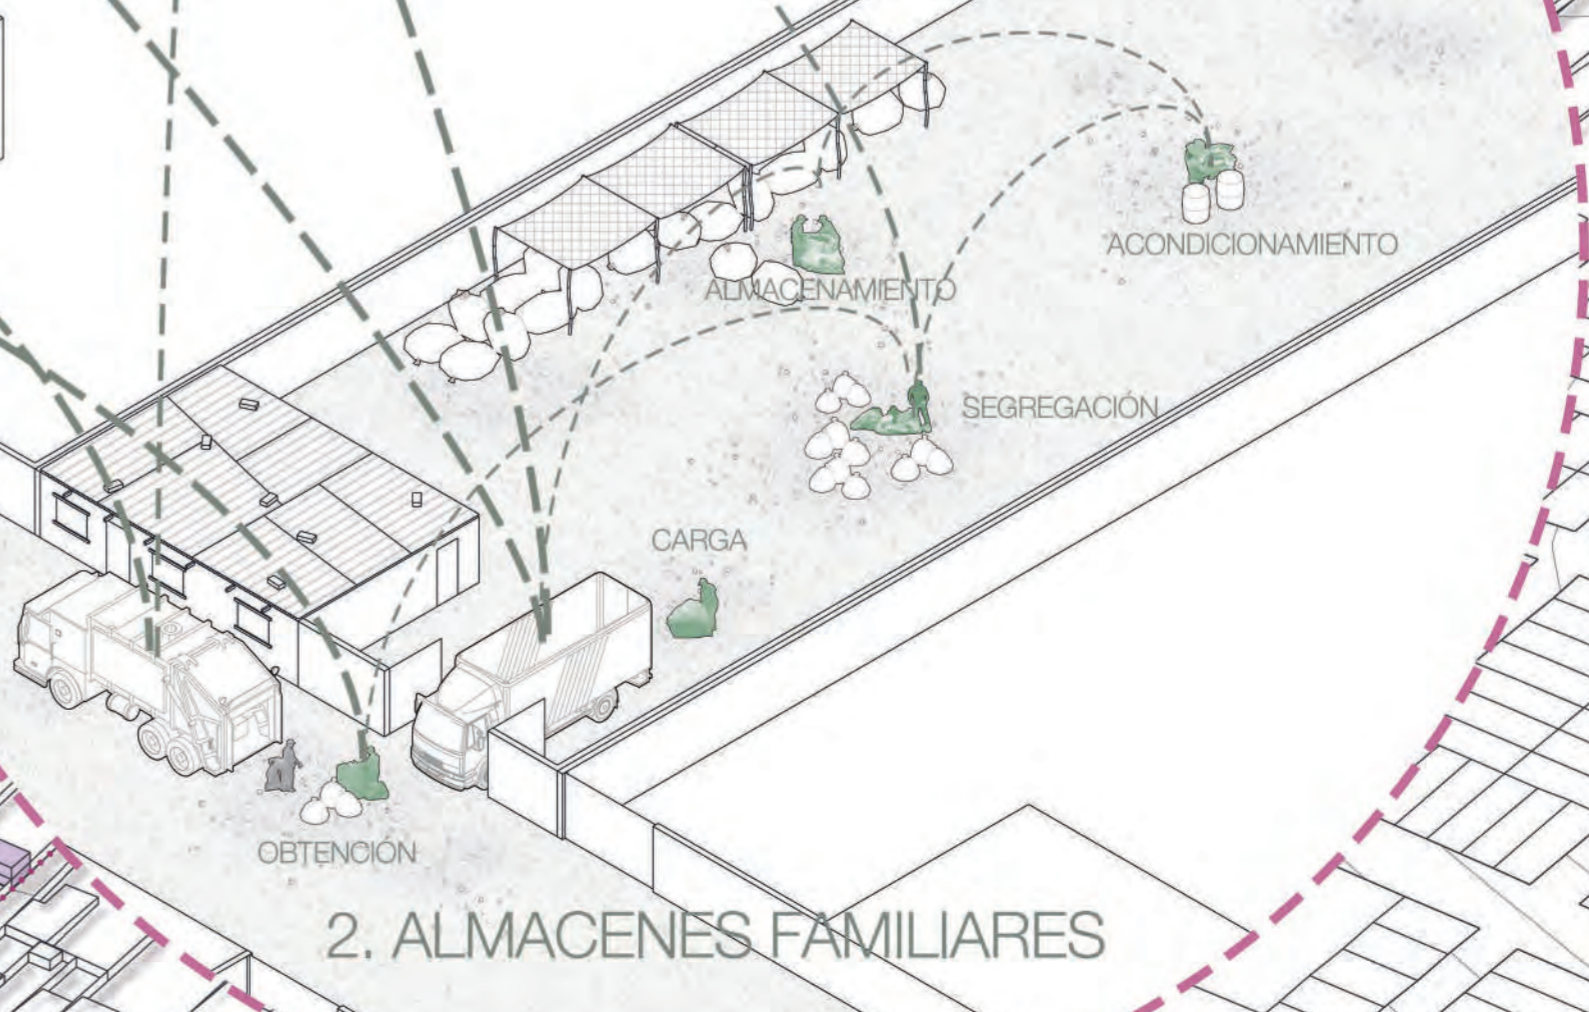 ACONDICIONAMIENTO
ALMACENAMIENTO
SEGREGACIÓN
CARGA
OBTENCIÓN
2. ALMACENES FAMILIARES